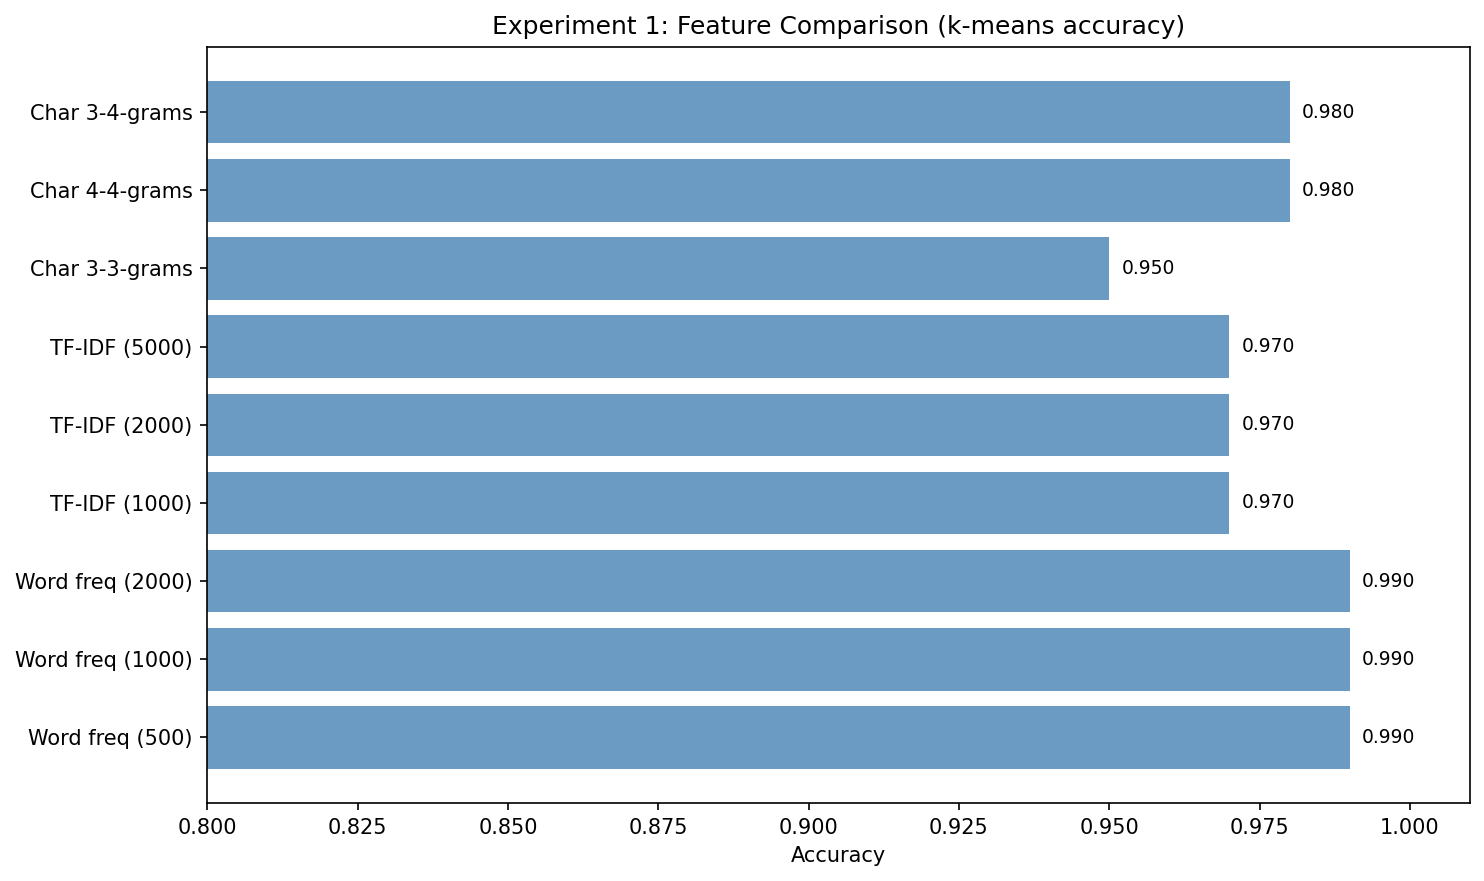 Experiment 1: Feature Comparison (k-means accuracy)
Char 3-4-grams 0.980
Char 4-4-grams 0.980
Char 3-3-grams 0.950
TF-IDF (5000) 0.970
TF-IDF (2000) 0.970
TF-IDF (1000) 0.970
Word freq (2000) 0.990
Word freq (1000) 0.990
Word freq (500) 0.990
0.800 0.825 0.850 0.875 0.900 0.925 0.950 0.975 1.000
Accuracy